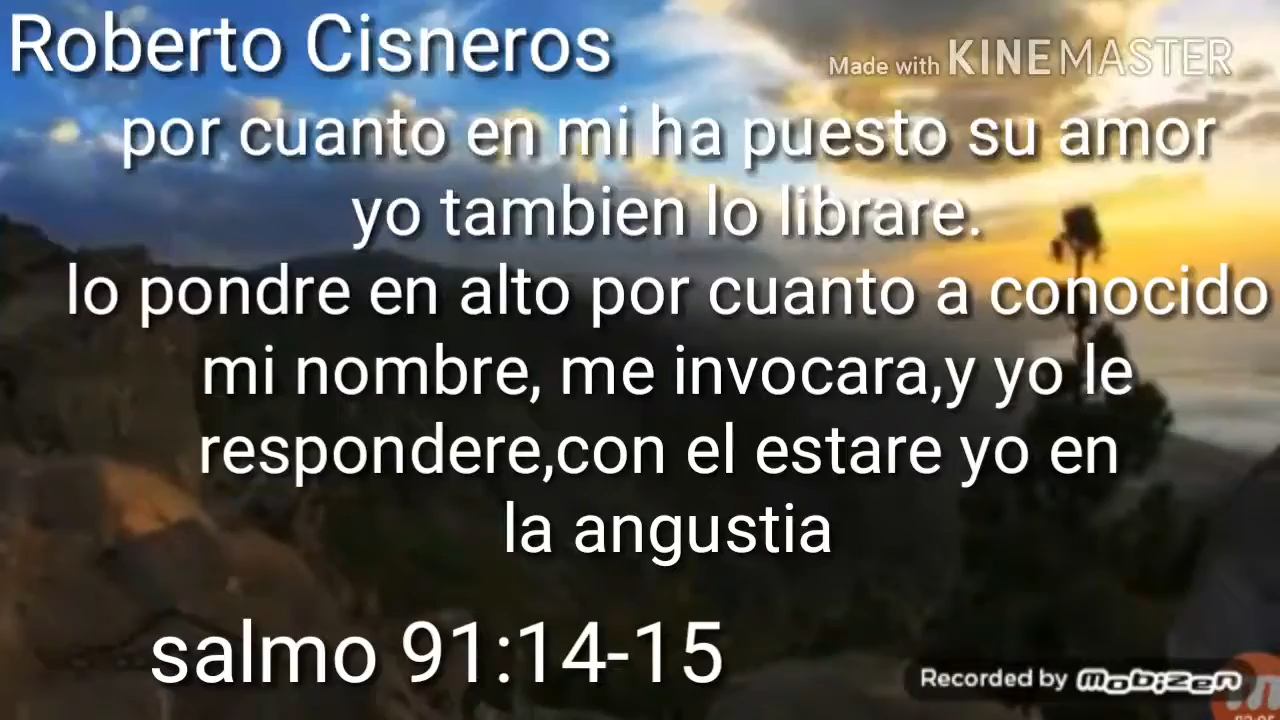 Roberto Cisneros
Made with KINEMASTER
por cuanto en mi ha puesto su amor
yo tambien lo librare.
lo pondre en alto por cuanto a conocido
mi nombre, me invocara,y yo le
respondere,con el estare yo en
la angustia
salmo 91:14-15
Recorded by MOBIZEN